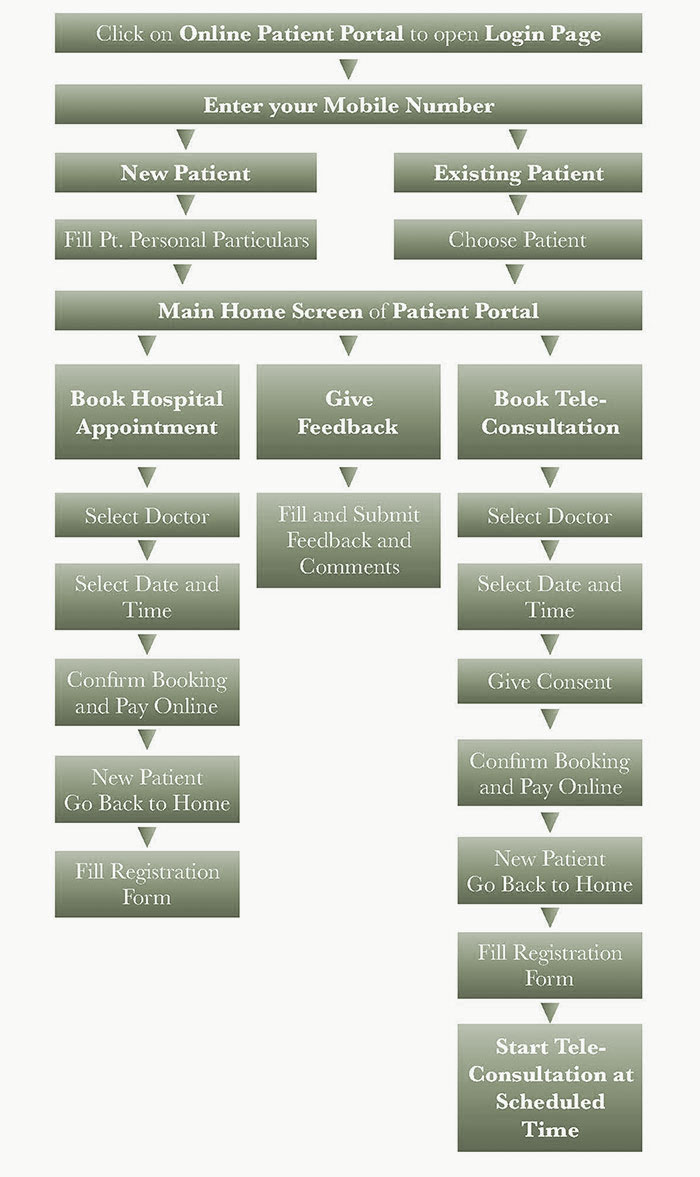 Click on Online Patient Portal to open Login Page
Enter your Mobile Number
New Patient
Existing Patient
Fill Pt. Personal Particulars
Choose Patient
Main Home Screen of Patient Portal
Book Hospital
Appointment
Give
Feedback
Book Tele-
Consultation
Select Doctor
Select Date and
Time
Confirm Booking
and Pay Online
New Patient
Go Back to Home
Fill Registration
Form
Fill and Submit
Feedback and
Comments
Select Doctor
Select Date and
Time
Give Consent
Confirm Booking
and Pay Online
New Patient
Go Back to Home
Fill Registration
Form
Start Tele-
Consultation at
Scheduled
Time